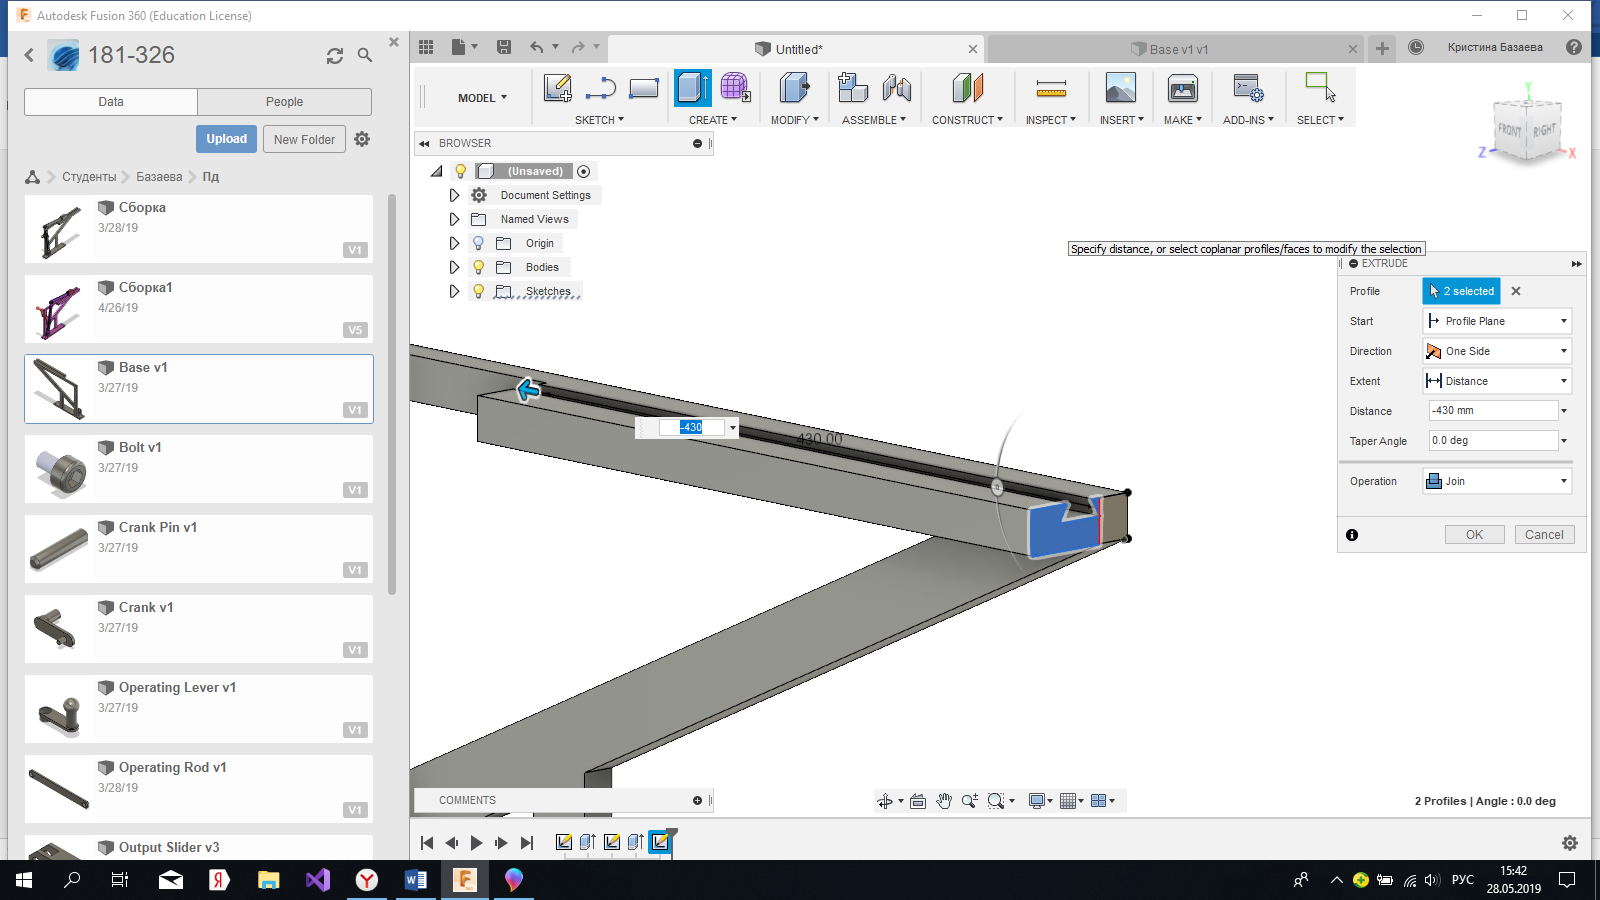 Autodesk Fusion 360 (Education License)
181-326
Data
People
Upload
New Folder
Студенты
Базаева
Пд
Сборка
3/28/19
V1
Сборка1
4/26/19
V5
Base v1
3/27/19
V1
Bolt v1
3/27/19
V1
Crank Pin v1
3/27/19
V1
Crank v1
3/27/19
V1
Operating Lever v1
3/27/19
V1
Operating Rod v1
3/28/19
V1
Output Slider v3
Untitled*
Base v1 v1
Кристина Базаева
MODEL
SKETCH
CREATE
MODIFY
ASSEMBLE
CONSTRUCT
INSPECT
INSERT
MAKE
ADD-INS
SELECT
BROWSER
(Unsaved)
Document Settings
Named Views
Origin
Bodies
Sketches
Y
FRONT
RIGHT
Z
X
Specify distance, or select coplanar profiles/faces to modify the selection
EXTRUDE
Profile
2 selected
Start
Profile Plane
Direction
One Side
Extent
Distance
Distance
-430 mm
Taper Angle
0.0 deg
Operation
Join
OK
Cancel
-430
430.00
COMMENTS
2 Profiles | Angle : 0.0 deg
РУС
15:42
28.05.2019